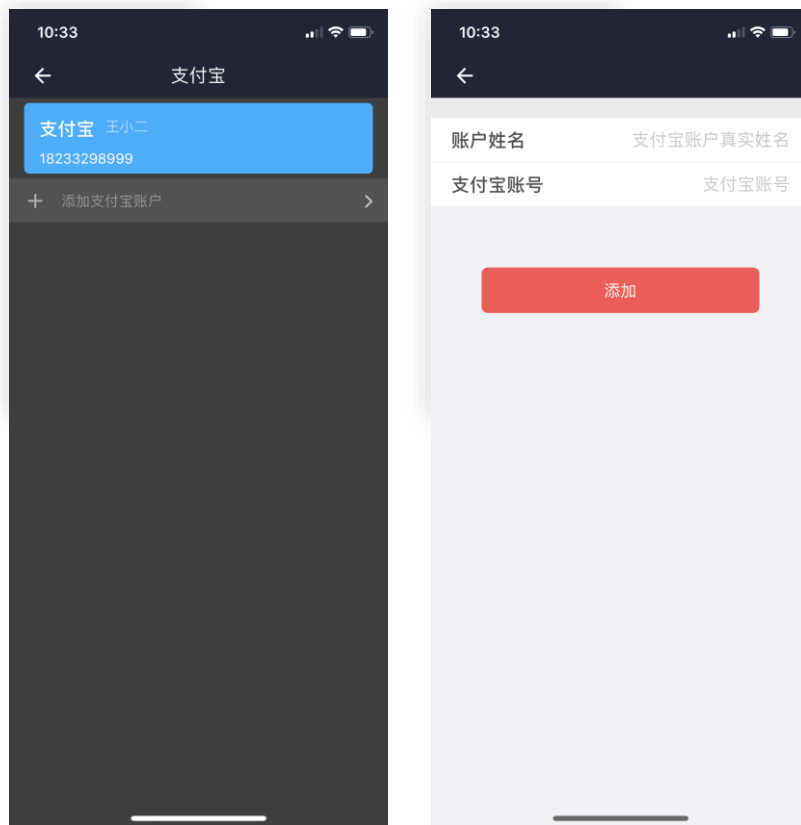 10:33
支付宝
支付宝 王小二
18233298999
添加支付宝账户
10:33
账户姓名 支付宝账户真实姓名
支付宝账号 支付宝账号
添加